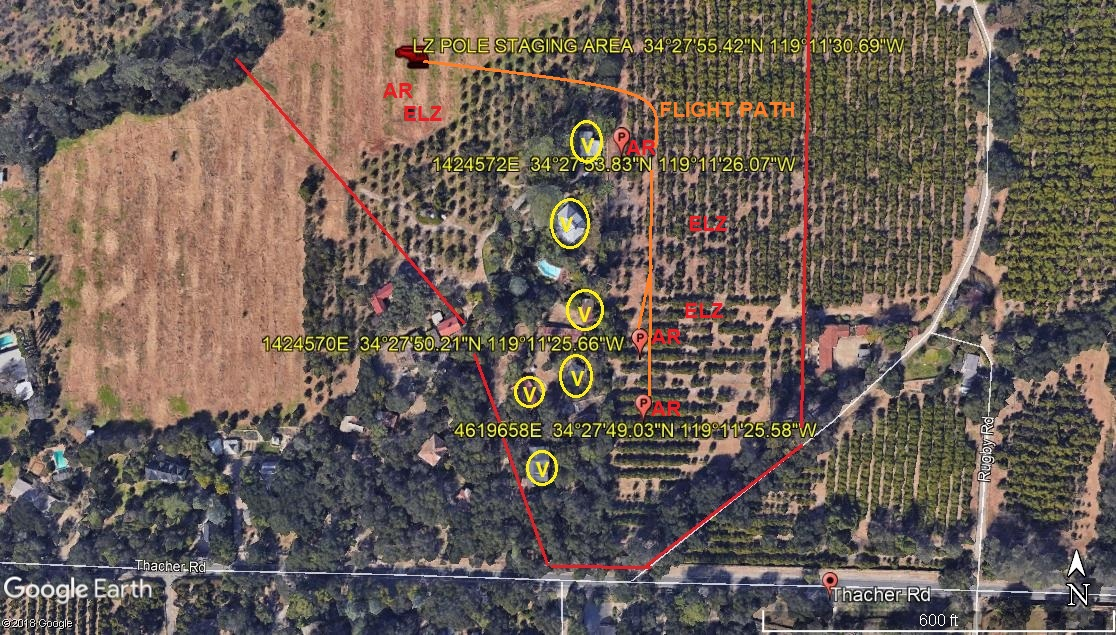 LZ POLE STAGING AREA 34°27'55.42"N 119°11'30.69"W
AR
ELZ
FLIGHT PATH
V
P
AR
1424572E 34°27'53.83"N 119°11'26.07"W
V
ELZ
V
ELZ
P
AR
1424570E 34°27'50.21"N 119°11'25.66"W
V
V
P
AR
4619658E 34°27'49.03"N 119°11'25.58"W
V
Rugby Rd
Thacher Rd
Google Earth
Thacher Rd
N
600 ft
©2018 Google